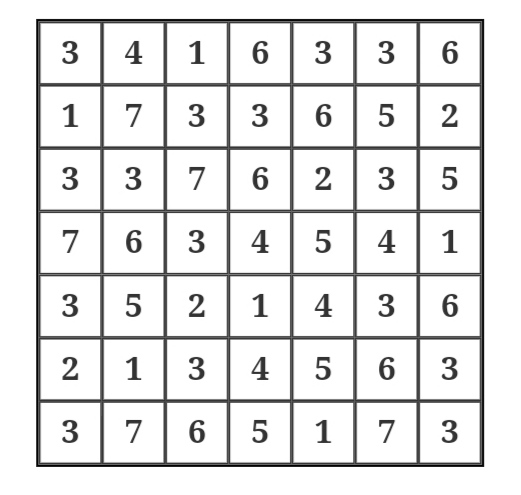 3 4 1 6 3 3 6
1 7 3 3 6 5 2
3 3 7 6 2 3 5
7 6 3 4 5 4 1
3 5 2 1 4 3 6
2 1 3 4 5 6 3
3 7 6 5 1 7 3